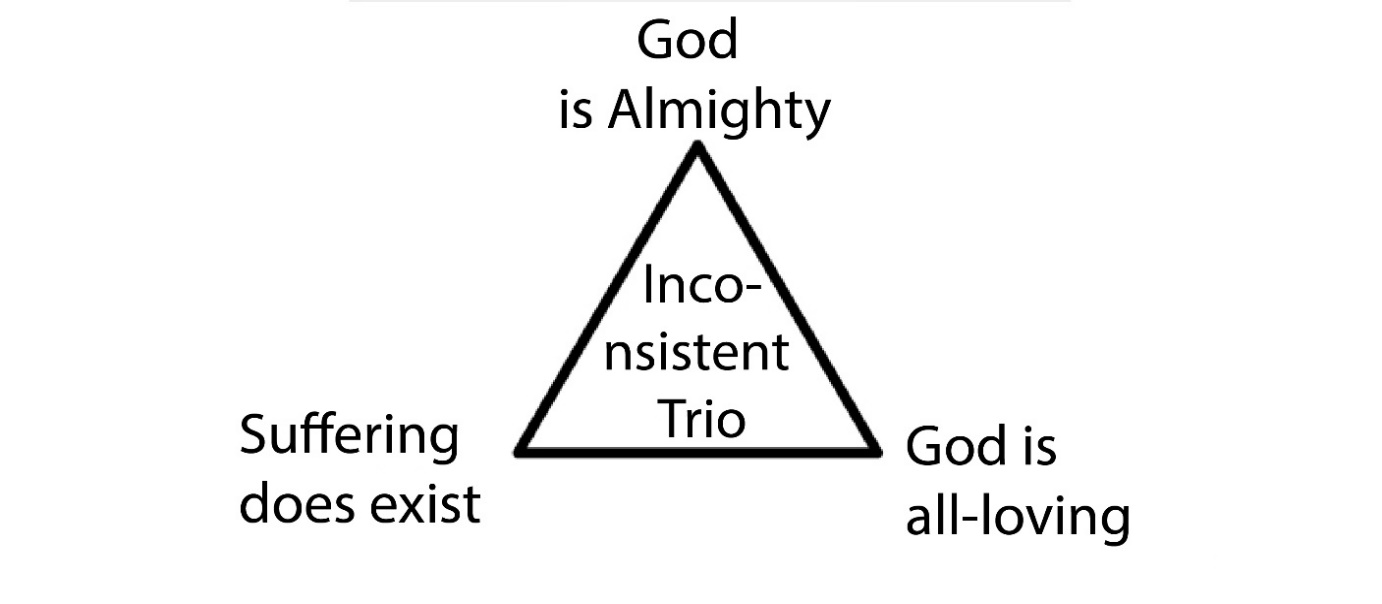 God
is Almighty
Inco-
nsistent
Trio
Suffering
does exist
God is
all-loving